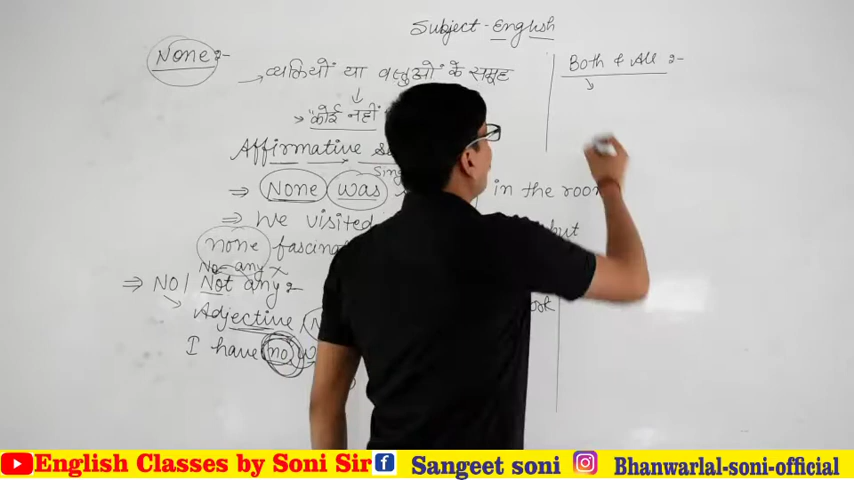 Subject - English
None :-
→ व्यक्तियों या वस्तुओं के समूह
→ "कोई नहीं
Affirmative
Sing
⇒ None was in the room
⇒ We visited but
none
No any ×
⇒ No / Not any :-
Adjective
I have no
Both & All :-
English Classes by Soni Sir
Sangeet soni
Bhanwarlal-soni-official